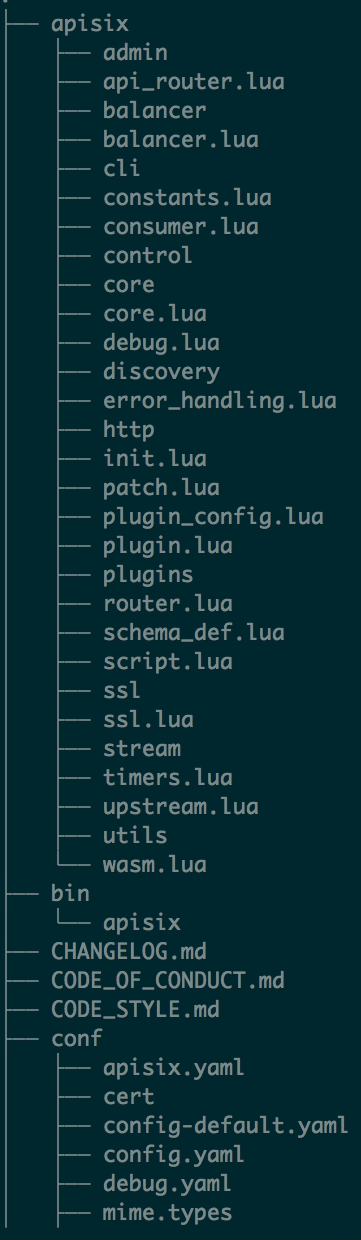 apisix
admin
api_router.lua
balancer
balancer.lua
cli
constants.lua
consumer.lua
control
core
core.lua
debug.lua
discovery
error_handling.lua
http
init.lua
patch.lua
plugin_config.lua
plugin.lua
plugins
router.lua
schema_def.lua
script.lua
ssl
ssl.lua
stream
timers.lua
upstream.lua
utils
wasm.lua
bin
apisix
CHANGELOG.md
CODE_OF_CONDUCT.md
CODE_STYLE.md
conf
apisix.yaml
cert
config-default.yaml
config.yaml
debug.yaml
mime.types